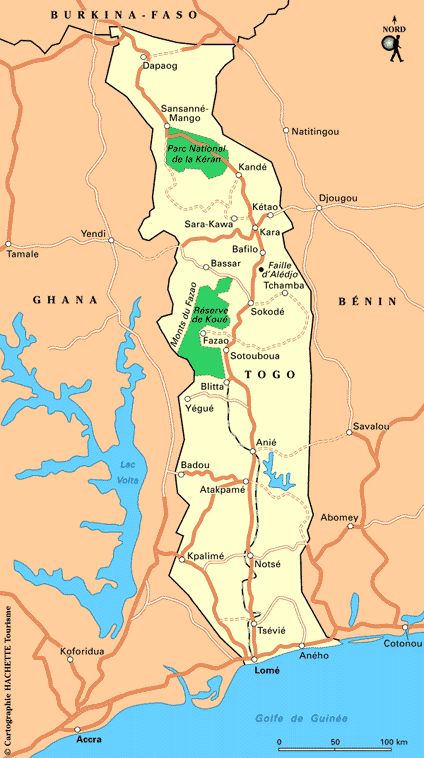 BURKINA-FASO
NORD
Dapaog
Sansanné-
Mango
Natitingou
Parc National
de la Kéran
Kandé
Djougou
Kétao
Sara-Kawa
Kara
Yendi
Tamale
Bafilo
Bassar
Faille
d'Alédjo
Tchamba
GHANA
BÉNIN
Monts du Fazao
Réserve
de Koué
Sokodé
Fazao
Sotouboua
TOGO
Blitta
Yégué
Savalou
Anié
Lac
Volta
Badou
Atakpamé
Abomey
Kpalimé
Notsé
Tsévié
Koforidua
Cotonou
Aného
Lomé
Accra
Golfe de Guinée
0 50 100 km
© Cartographie HACHETTE Tourisme